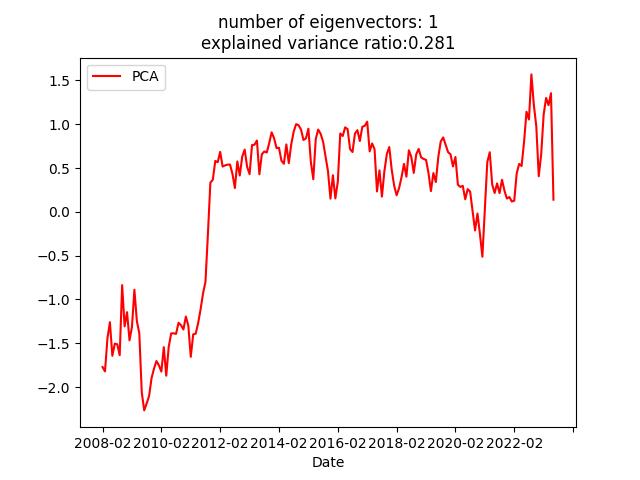 number of eigenvectors: 1
explained variance ratio:0.281
PCA
1.5
1.0
0.5
0.0
−0.5
−1.0
−1.5
−2.0
2008-02 2010-02 2012-02 2014-02 2016-02 2018-02 2020-02 2022-02
Date